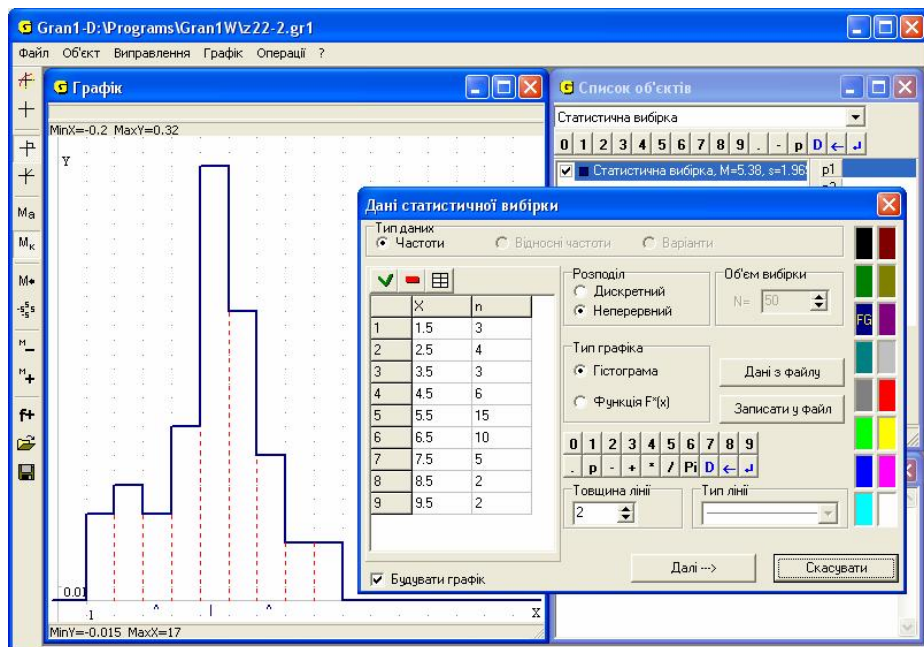 Gran1-D:\Programs\Gran1W\z22-2.gr1
Файл Об'єкт Виправлення Графік Операції ?
Графік
MinX=-0.2 MaxY=0.32
Y
0.01
1
X
MinY=-0.015 MaxX=17
Список об'єктів
Статистична вибірка
0 1 2 3 4 5 6 7 8 9 . - p D
Статистична вибірка, M=5.38, s=1.96
p1
Дані статистичної вибірки
Тип даних
Частоти Відносні частоти Варіанти
X n
1 1.5 3
2 2.5 4
3 3.5 3
4 4.5 6
5 5.5 15
6 6.5 10
7 7.5 5
8 8.5 2
9 9.5 2
Будувати графік
Розподіл
Дискретний
Неперервний
Об'єм вибірки
N= 50
Тип графіка
Гістограма
Функція F*(x)
Дані з файлу
Записати у файл
0 1 2 3 4 5 6 7 8 9
. p - + * / Pi D
Товщина лінії
2
Тип лінії
Далі --->
Скасувати
FG
Ma
Мк
M
M
M+
f+